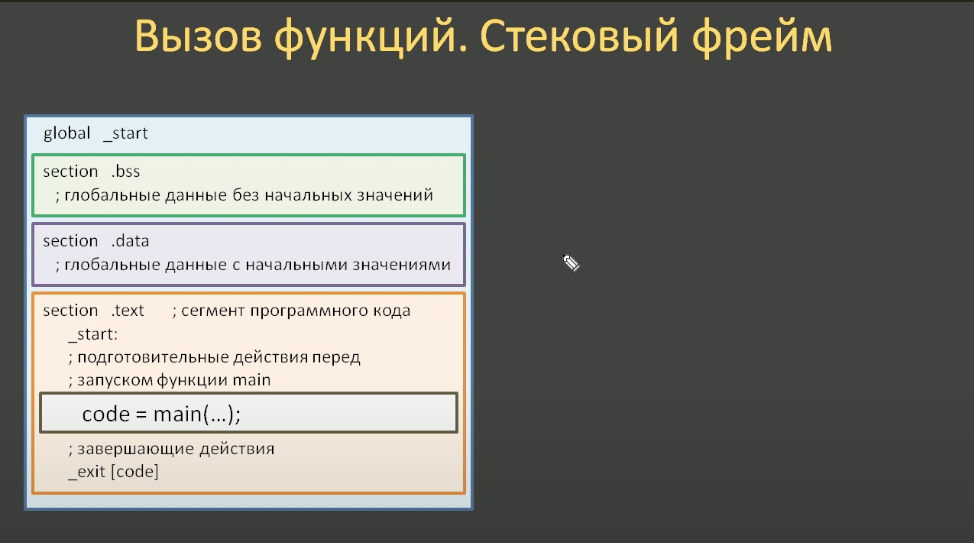 Вызов функций. Стековый фрейм
global _start
section .bss
; глобальные данные без начальных значений
section .data
; глобальные данные с начальными значениями
section .text ; сегмент программного кода
_start:
; подготовительные действия перед
; запуском функции main
code = main(...);
; завершающие действия
_exit [code]